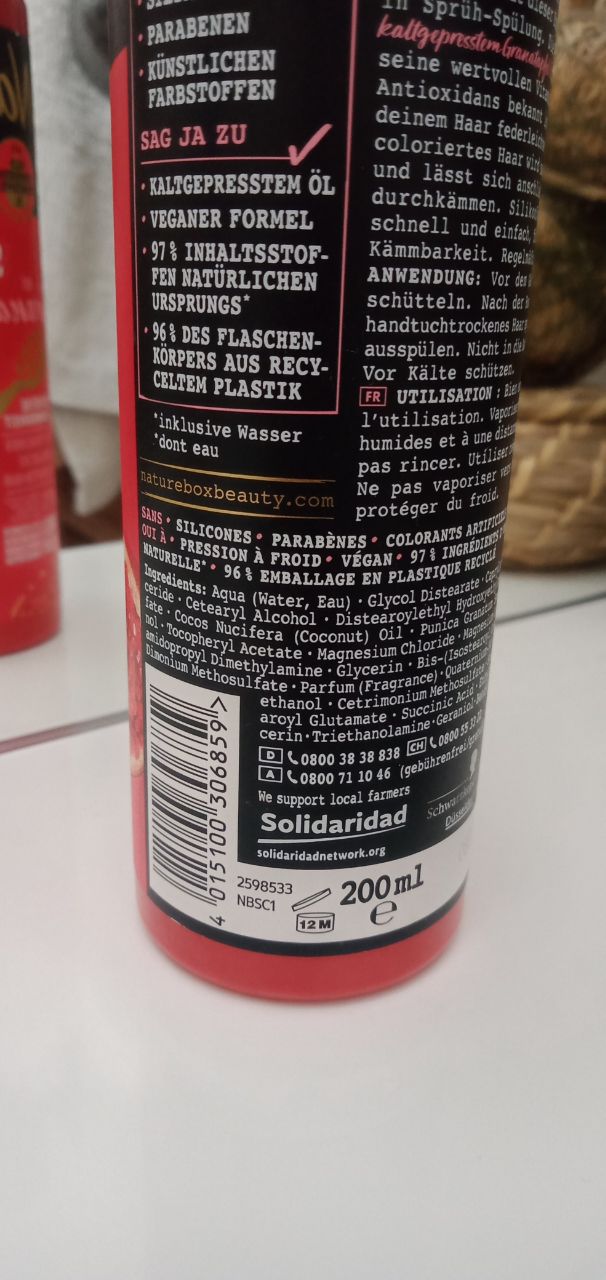 · PARABENEN
· KÜNSTLICHEN
FARBSTOFFEN
SAG JA ZU
· KALTGEPRESSTEM ÖL
· VEGANER FORMEL
· 97% INHALTSSTOF-
FEN NATÜRLICHEN
URSPRUNGS*
· 96% DES FLASCHEN-
KÖRPERS AUS RECY-
CELTEM PLASTIK
*inklusive Wasser
*dont eau
natureboxbeauty.com
in Sprüh-Spülung.
kaltgepresstem
seine wertvollen
Antioxidans bekannt
deinem Haar
coloriertes Haar wird
und lässt sich
durchkämmen.
schnell und einfach,
Kämmbarkeit.
ANWENDUNG: Vor dem
schütteln. Nach der
handtuchtrockenes Haar
ausspülen. Nicht in die
Vor Kälte schützen.
FR UTILISATION : Bien
l'utilisation.
humides et à une
pas rincer. Utiliser
Ne pas vaporiser vers
protéger du froid.
SANS · SILICONES · PARABÈNES · COLORANTS
OUI À · PRESSION À FROID · VÉGAN · 97% INGRÉDIENTS
NATURELLE* · 96% EMBALLAGE EN PLASTIQUE RECYCLÉ
Ingredients: Aqua (Water, Eau) · Glycol Distearate ·
ceride · Cetearyl Alcohol · Distearoylethyl
fate · Cocos Nucifera (Coconut) Oil · Punica
nol · Tocopheryl Acetate · Magnesium Chloride ·
amidopropyl Dimethylamine · Glycerin ·
Dimonium Methosulfate · Parfum (Fragrance) ·
ethanol · Cetrimonium Methosulfate
aroyl Glutamate · Succinic Acid
cerin · Triethanolamine · Geraniol
D 0800 38 38 838 CH 0800 55
A 0800 71 10 46 (gebührenfrei/
We support local farmers
Solidaridad
solidaridadnetwork.org
4 015100 306859 >
2598533
NBSC1
12 M
200 ml
e